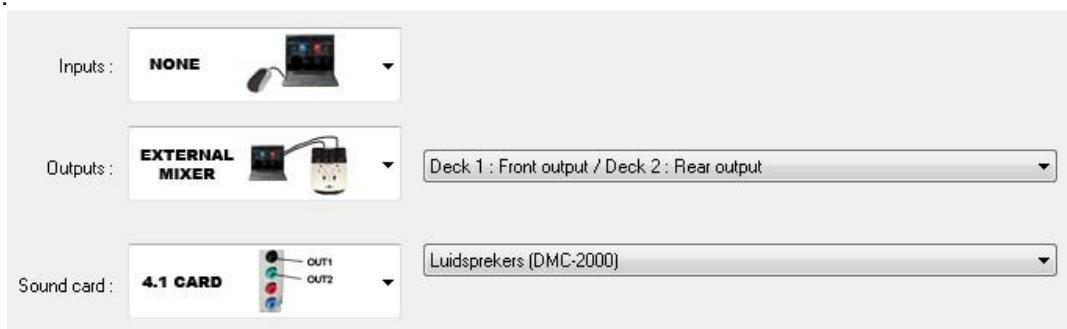 .
Inputs :
NONE
Outputs :
EXTERNAL
MIXER
Deck 1 : Front output / Deck 2 : Rear output
Sound card :
4.1 CARD
OUT1
OUT2
Luidsprekers (DMC-2000)